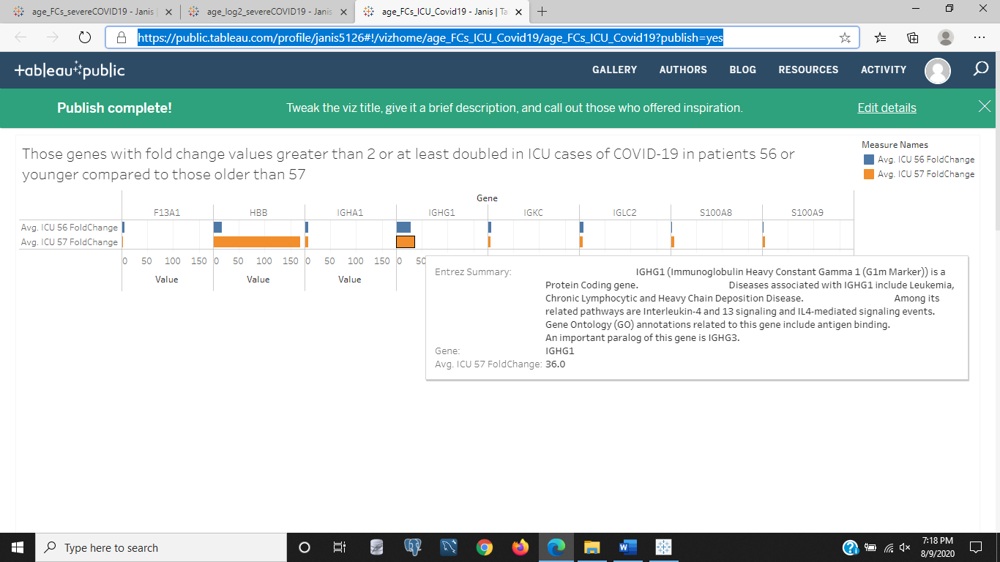 age_FCs_severeCOVID19 - Janis |
age_log2_severeCOVID19 - Janis
age_FCs_ICU_Covid19 - Janis | Ta
https://public.tableau.com/profile/janis5126#!/vizhome/age_FCs_ICU_Covid19/age_FCs_ICU_Covid19?publish=yes
+ableau public
GALLERY AUTHORS BLOG RESOURCES ACTIVITY
Publish complete! Tweak the viz title, give it a brief description, and call out those who offered inspiration. Edit details
Those genes with fold change values greater than 2 or at least doubled in ICU cases of COVID-19 in patients 56 or
younger compared to those older than 57
Measure Names
Avg. ICU 56 FoldChange
Avg. ICU 57 FoldChange
Gene
F13A1 HBB IGHA1 IGHG1 IGKC IGLC2 S100A8 S100A9
Avg. ICU 56 FoldChange
Avg. ICU 57 FoldChange
0 50 100 150 0 50 100 150 0 50 100 150 0 50
Value Value Value
Entrez Summary: IGHG1 (Immunoglobulin Heavy Constant Gamma 1 (G1m Marker)) is a
Protein Coding gene. Diseases associated with IGHG1 include Leukemia,
Chronic Lymphocytic and Heavy Chain Deposition Disease. Among its
related pathways are Interleukin-4 and 13 signaling and IL4-mediated signaling events.
Gene Ontology (GO) annotations related to this gene include antigen binding.
An important paralog of this gene is IGHG3.
Gene: IGHG1
Avg. ICU 57 FoldChange: 36.0
Type here to search
7:18 PM
8/9/2020